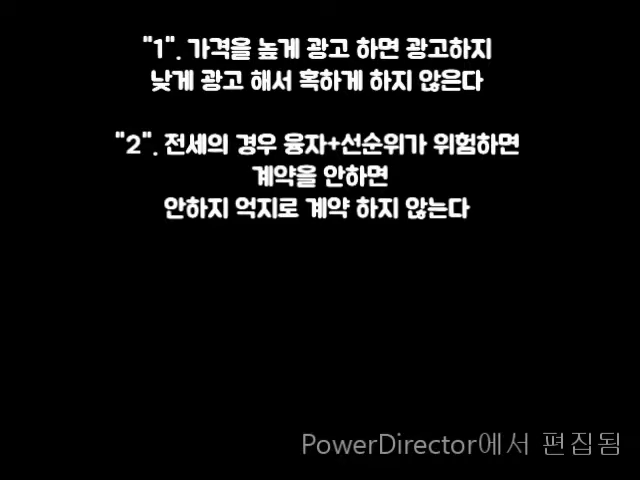 "1". 가격을 높게 광고 하면 광고하지
낮게 광고 해서 혹하게 하지 않은다
"2". 전세의 경우 융자+선순위가 위험하면
계약을 안하면
안하지 억지로 계약 하지 않는다
PowerDirector에서 편집됨